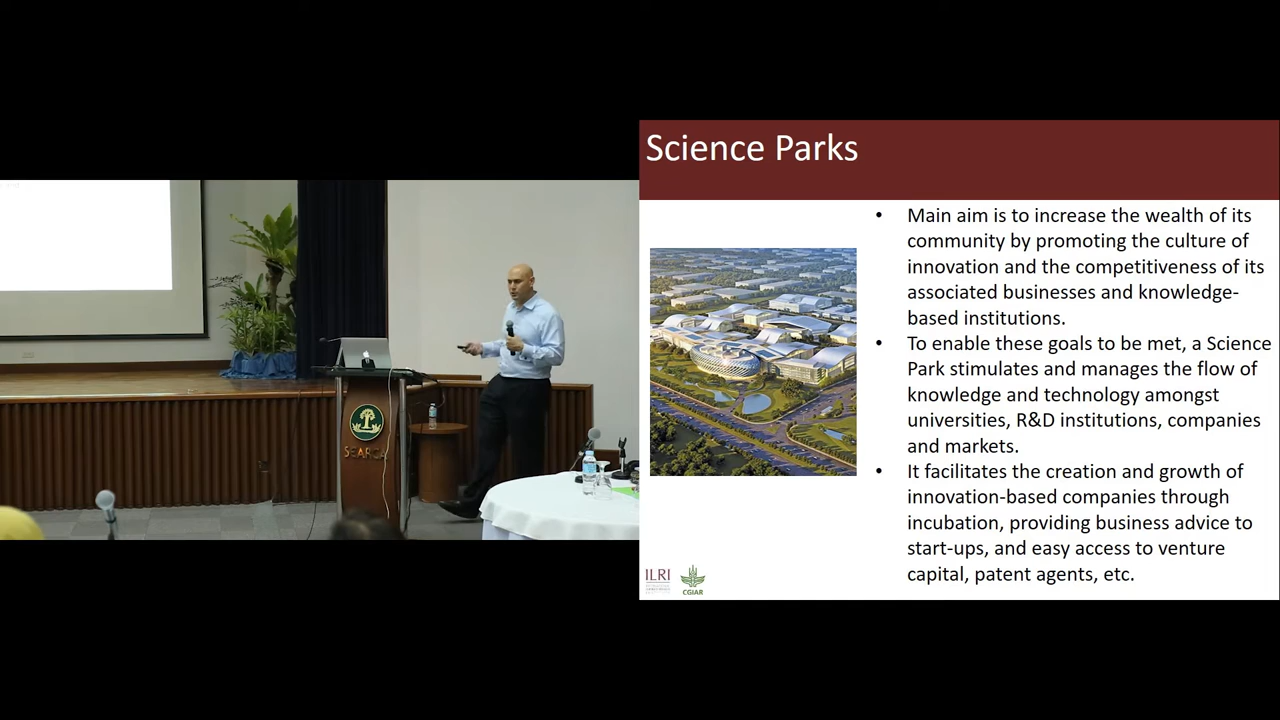 Science Parks
• Main aim is to increase the wealth of its
community by promoting the culture of
innovation and the competitiveness of its
associated businesses and knowledge-
based institutions.
• To enable these goals to be met, a Science
Park stimulates and manages the flow of
knowledge and technology amongst
universities, R&D institutions, companies
and markets.
• It facilitates the creation and growth of
innovation-based companies through
incubation, providing business advice to
start-ups, and easy access to venture
capital, patent agents, etc.
SEARCA
ILRI
CGIAR